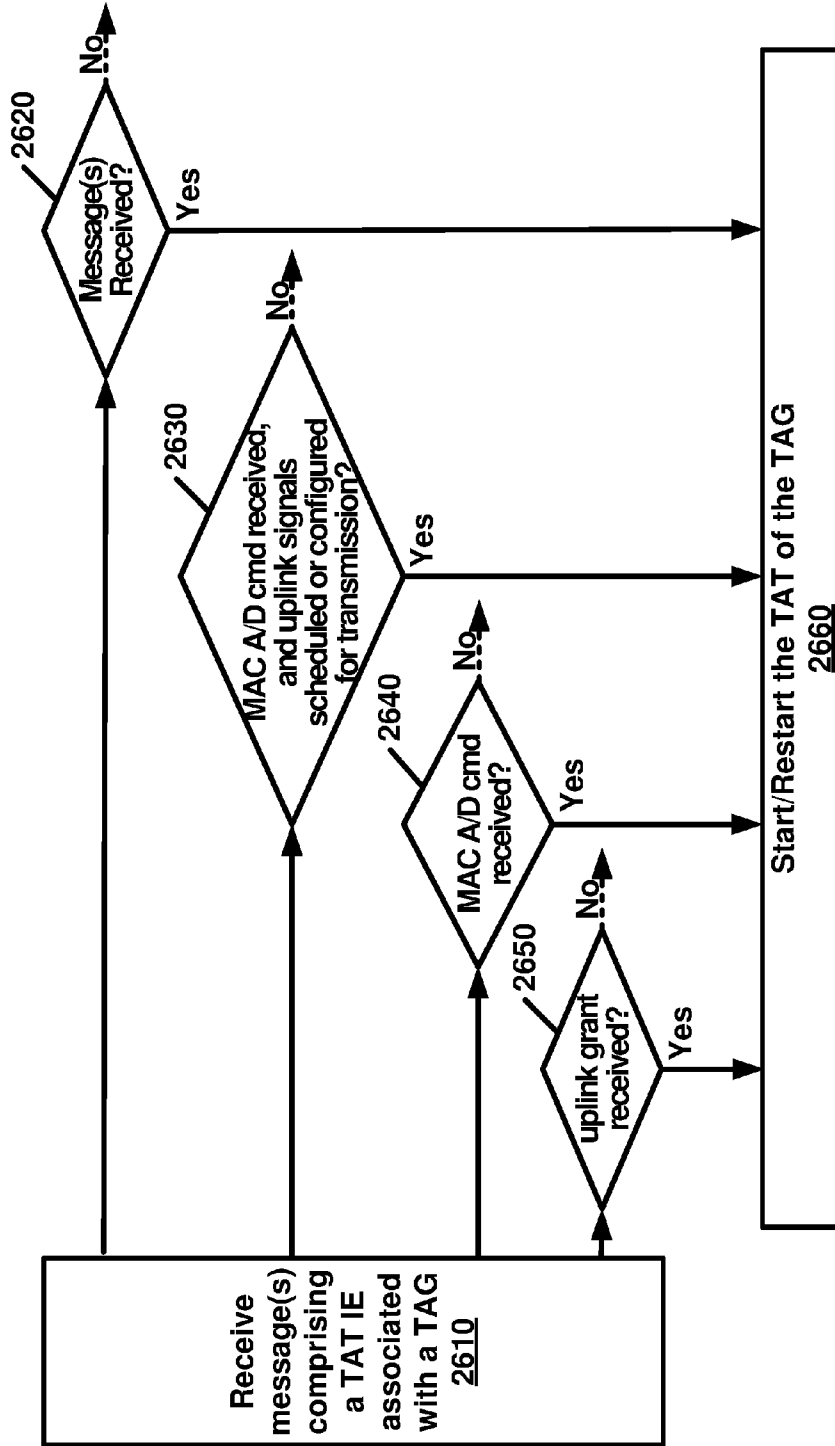 Receive
message(s)
comprising
a TAT IE
associated
with a TAG
2610
2620
Message(s)
Received?
No
Yes
2630
MAC A/D cmd received,
and uplink signals
scheduled or configured
for transmission?
No
Yes
2640
MAC A/D cmd
received?
No
Yes
2650
uplink grant
received?
No
Yes
Start/Restart the TAT of the TAG
2660